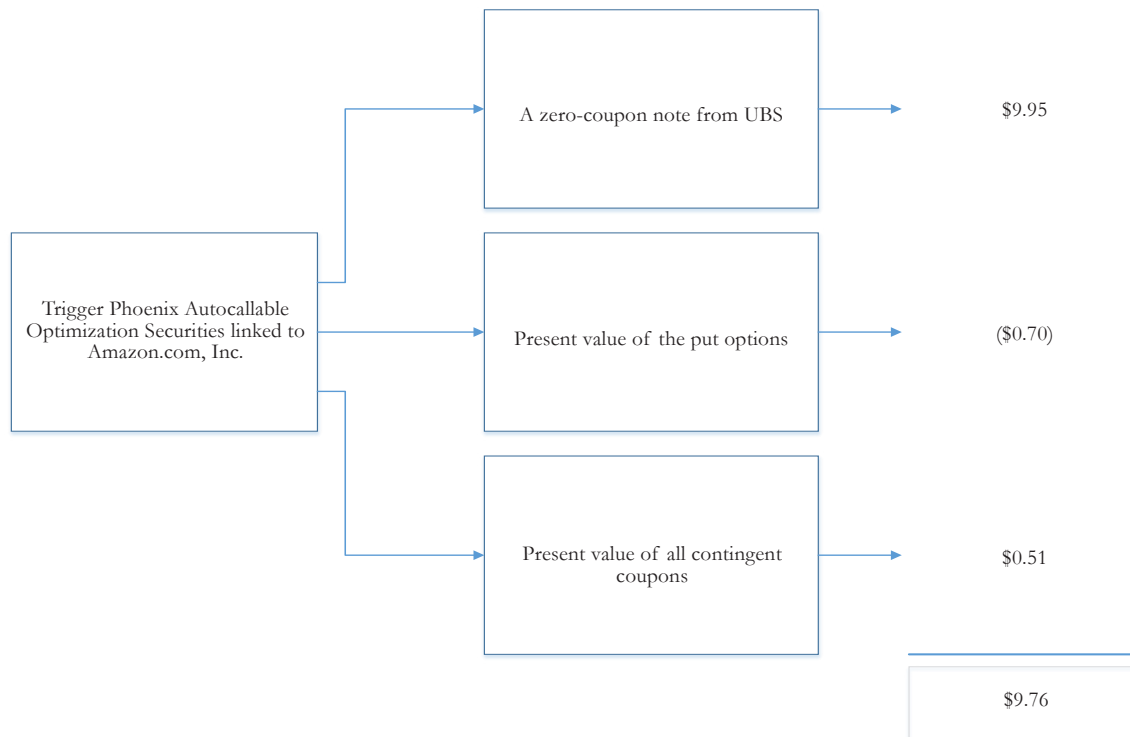 A zero-coupon note from UBS
$9.95
Trigger Phoenix Autocallable
Optimization Securities linked to
Amazon.com, Inc.
Present value of the put options
($0.70)
Present value of all contingent
coupons
$0.51
$9.76